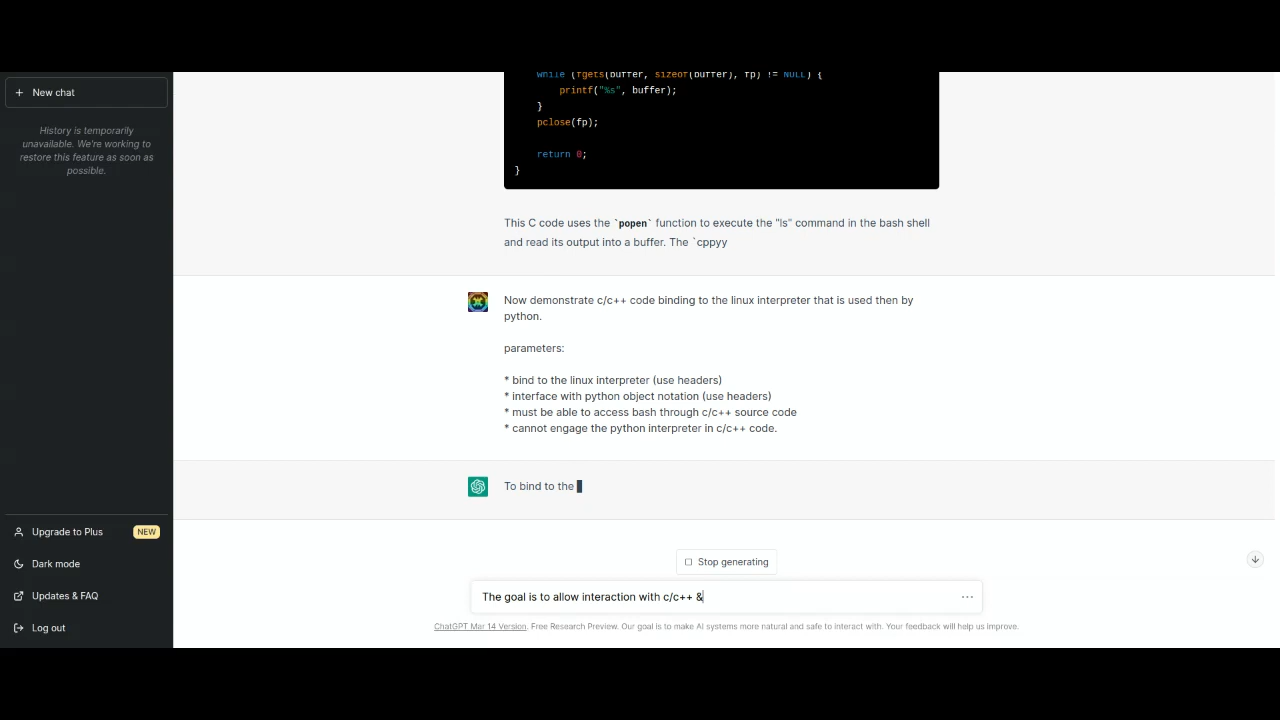 while (fgets(buffer, sizeof(buffer), fp) != NULL) {
New chat
printf("%s", buffer);
}
pclose(fp);
History is temporarily
unavailable. We're working to
restore this feature as soon as
possible.
return 0;
}
This C code uses the `popen` function to execute the "ls" command in the bash shell
and read its output into a buffer. The `cppyy
Now demonstrate c/c++ code binding to the linux interpreter that is used then by
python.
parameters:
* bind to the linux interpreter (use headers)
* interface with python object notation (use headers)
* must be able to access bash through c/c++ source code
* cannot engage the python interpreter in c/c++ code.
To bind to the
Upgrade to Plus NEW
Dark mode
Updates & FAQ
Log out
Stop generating
The goal is to allow interaction with c/c++ &
ChatGPT Mar 14 Version. Free Research Preview. Our goal is to make AI systems more natural and safe to interact with. Your feedback will help us improve.